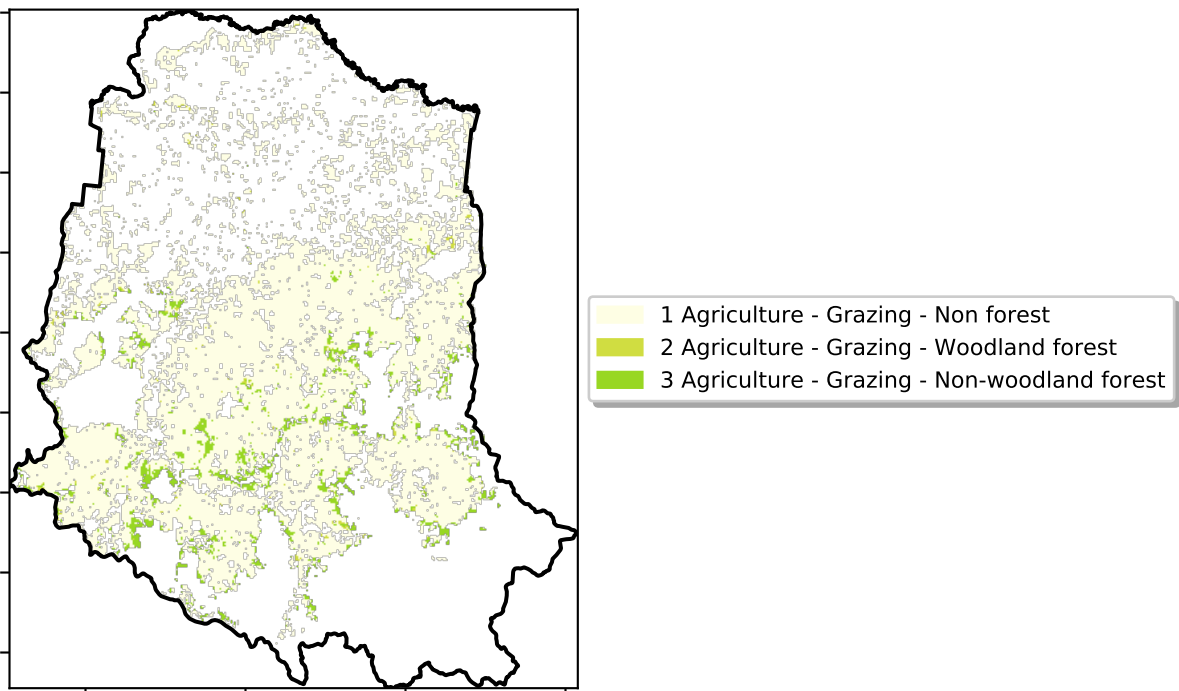 1 Agriculture - Grazing - Non forest
2 Agriculture - Grazing - Woodland forest
3 Agriculture - Grazing - Non-woodland forest